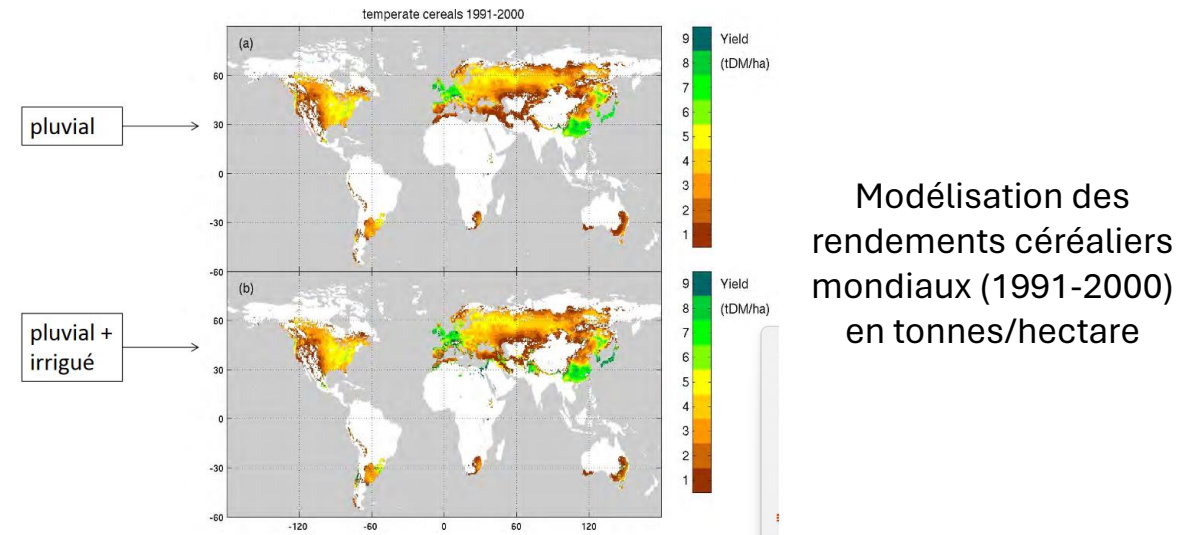 temperate cereals 1991-2000
(a)
60
30
0
-30
-60
9
8
7
6
5
4
3
2
1
Yield
(tDM/ha)
pluvial
(b)
60
30
0
-30
-60
-120
-60
0
60
120
9
8
7
6
5
4
3
2
1
Yield
(tDM/ha)
pluvial +
irrigué
Modélisation des
rendements céréaliers
mondiaux (1991-2000)
en tonnes/hectare